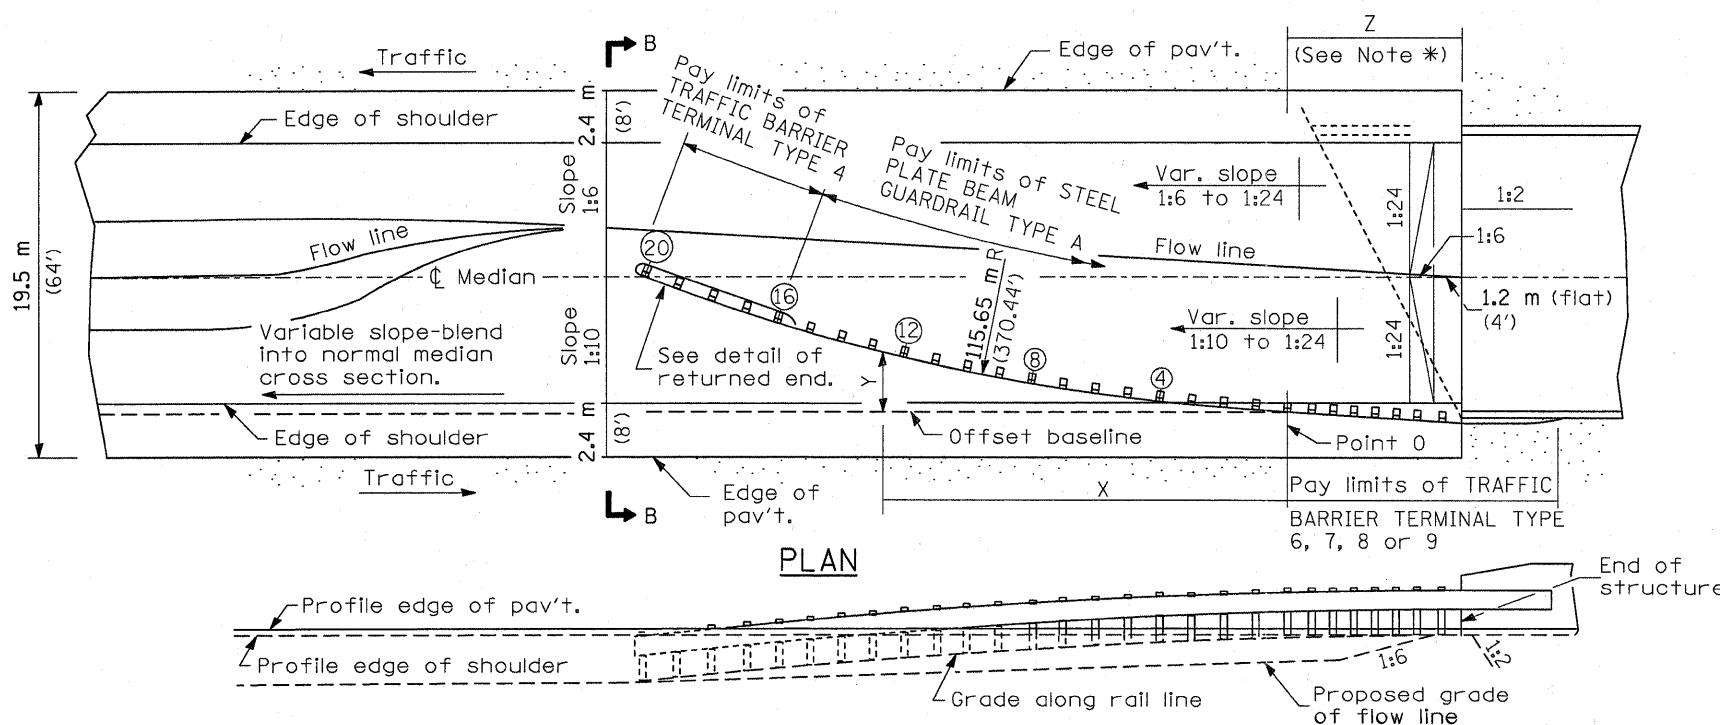 Z
(See Note *)
B
Edge of pav't.
Traffic
Pay limits of
TRAFFIC BARRIER
TERMINAL TYPE 4
2.4 m
(8')
Edge of shoulder
Pay limits of STEEL
PLATE BEAM
GUARDRAIL TYPE A
Slope
1:6
Var. slope
1:6 to 1:24
1:24
1:2
1:6
Flow line
Flow line
19.5 m
(64')
℄ Median
20
16
12
8
4
115.65 m R
(370.44')
1.2 m (flat)
(4')
Variable slope-blend
into normal median
cross section.
Slope
1:10
See detail of
returned end.
Y
Var. slope
1:10 to 1:24
1:24
Edge of shoulder
2.4 m
(8')
Offset baseline
Point 0
Traffic
B
Edge of
pav't.
X
Pay limits of TRAFFIC
BARRIER TERMINAL TYPE
6, 7, 8 or 9
PLAN
End of
structure
Profile edge of pav't.
Profile edge of shoulder
1:6
1:2
Grade along rail line
Proposed grade
of flow line